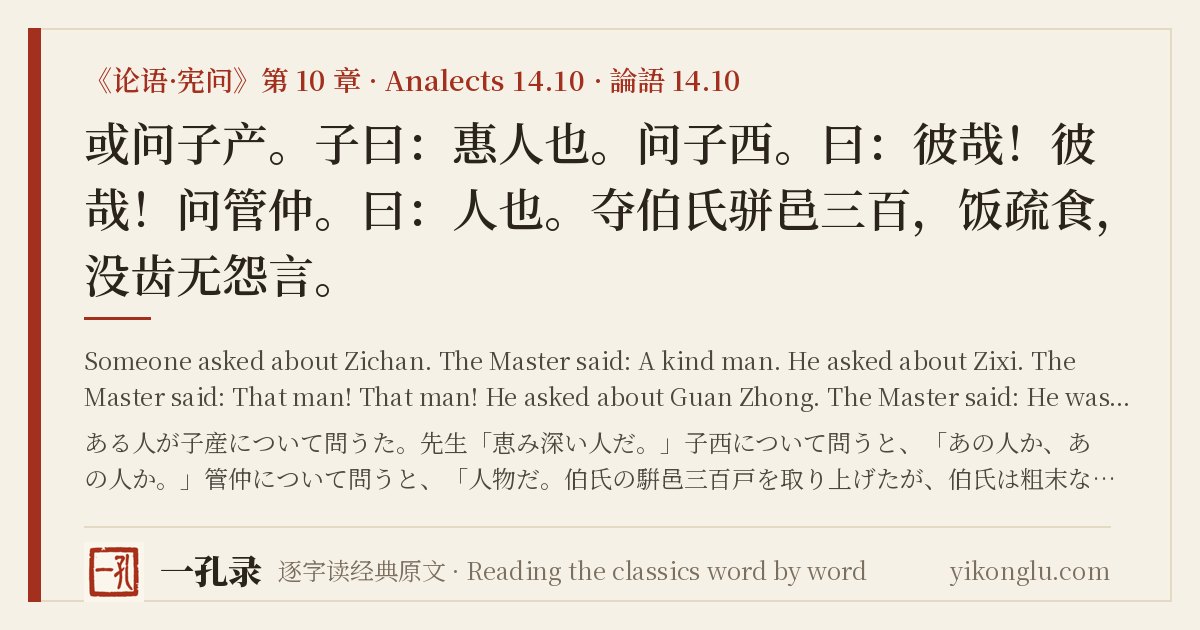 《论语·宪问》第 10 章 · Analects 14.10 · 論語 14.10
或问子产。子曰：惠人也。问子西。曰：彼哉！彼
哉！问管仲。曰：人也。夺伯氏骈邑三百，饭疏食，
没齿无怨言。
Someone asked about Zichan. The Master said: A kind man. He asked about Zixi. The
Master said: That man! That man! He asked about Guan Zhong. The Master said: He was...
ある人が子産について問うた。先生「恵み深い人だ。」子西について問うと、「あの人か、あ
の人か。」管仲について問うと、「人物だ。伯氏の駢邑三百戸を取り上げたが、伯氏は粗末な…
一孔
一孔录 逐字读经典原文 · Reading the classics word by word yikonglu.com